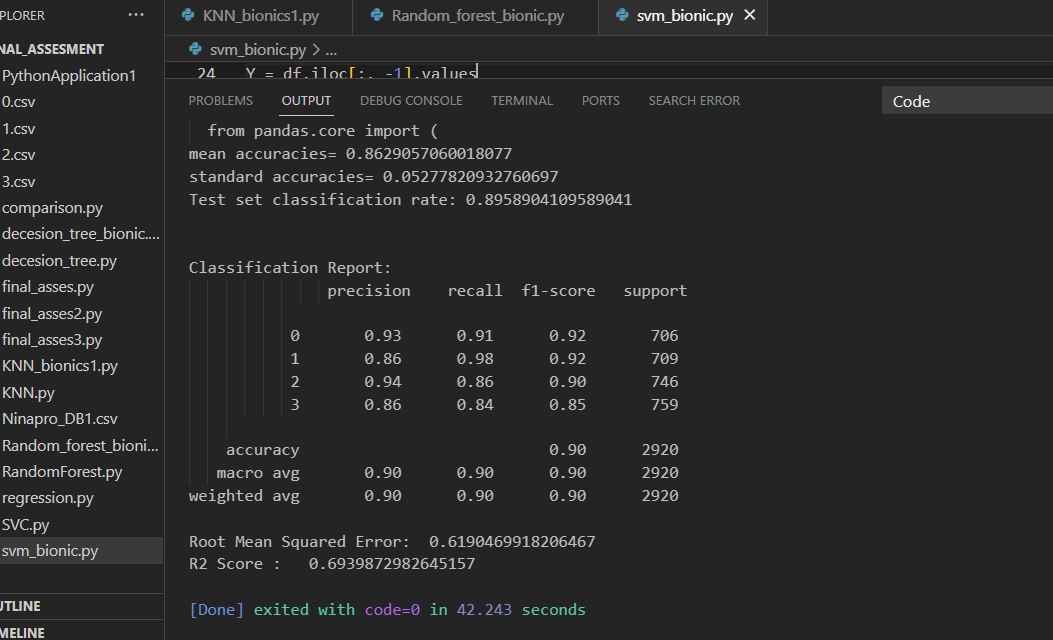 PLORER ...
KNN_bionics1.py Random_forest_bionic.py svm_bionic.py
NAL_ASSESMENT
PythonApplication1
0.csv
1.csv
2.csv
3.csv
comparison.py
decesion_tree_bionic....
decesion_tree.py
final_asses.py
final_asses2.py
final_asses3.py
KNN_bionics1.py
KNN.py
Ninapro_DB1.csv
Random_forest_bioni...
RandomForest.py
regression.py
SVC.py
svm_bionic.py
UTLINE
MELINE
svm_bionic.py > ...
24 Y = df.iloc[:, -1].values
PROBLEMS OUTPUT DEBUG CONSOLE TERMINAL PORTS SEARCH ERROR Code
from pandas.core import (
mean accuracies= 0.8629057060018077
standard accuracies= 0.05277820932760697
Test set classification rate: 0.8958904109589041
Classification Report:
precision recall f1-score support
0 0.93 0.91 0.92 706
1 0.86 0.98 0.92 709
2 0.94 0.86 0.90 746
3 0.86 0.84 0.85 759
accuracy 0.90 2920
macro avg 0.90 0.90 0.90 2920
weighted avg 0.90 0.90 0.90 2920
Root Mean Squared Error: 0.6190469918206467
R2 Score : 0.6939872982645157
[Done] exited with code=0 in 42.243 seconds